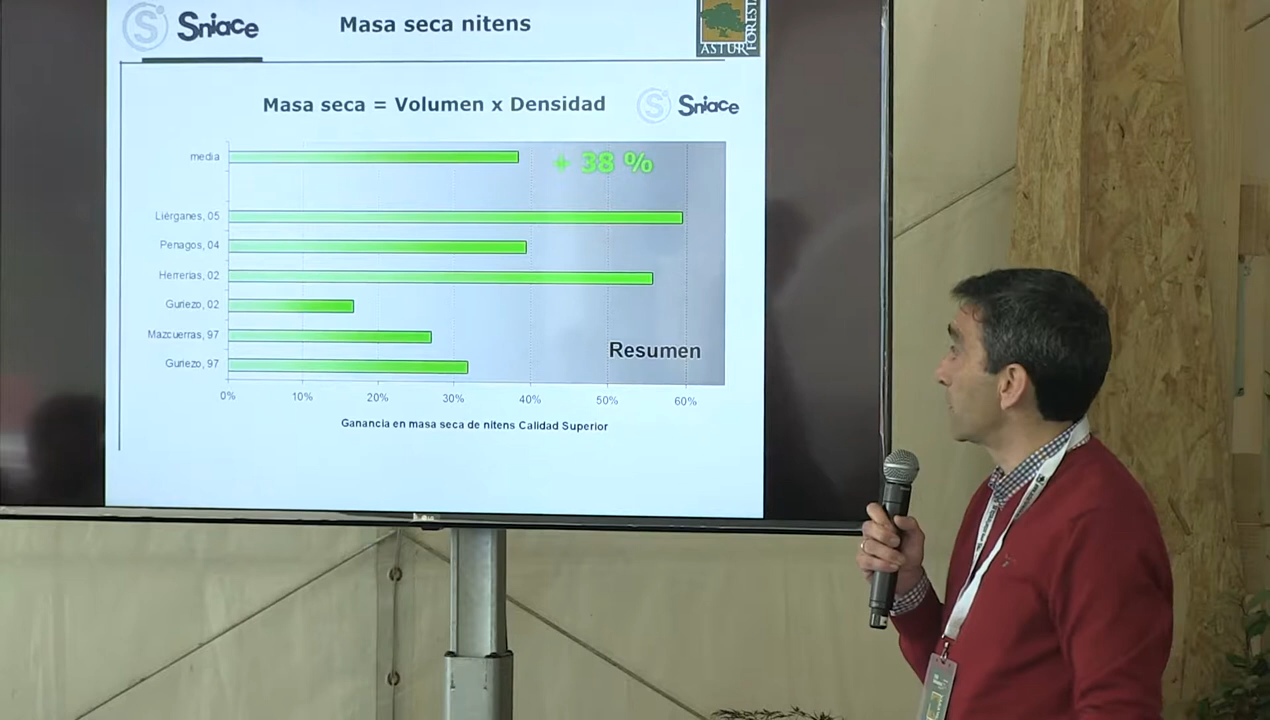 Sniace
Masa seca nitens
ASTUR
FORESTA
Masa seca = Volumen x Densidad
Sniace
media
+ 38 %
Liérganes, 05
Penagos, 04
Herrerias, 02
Guriezo, 02
Mazcuerras, 97
Guriezo, 97
Resumen
0% 10% 20% 30% 40% 50% 60%
Ganancia en masa seca de nitens Calidad Superior